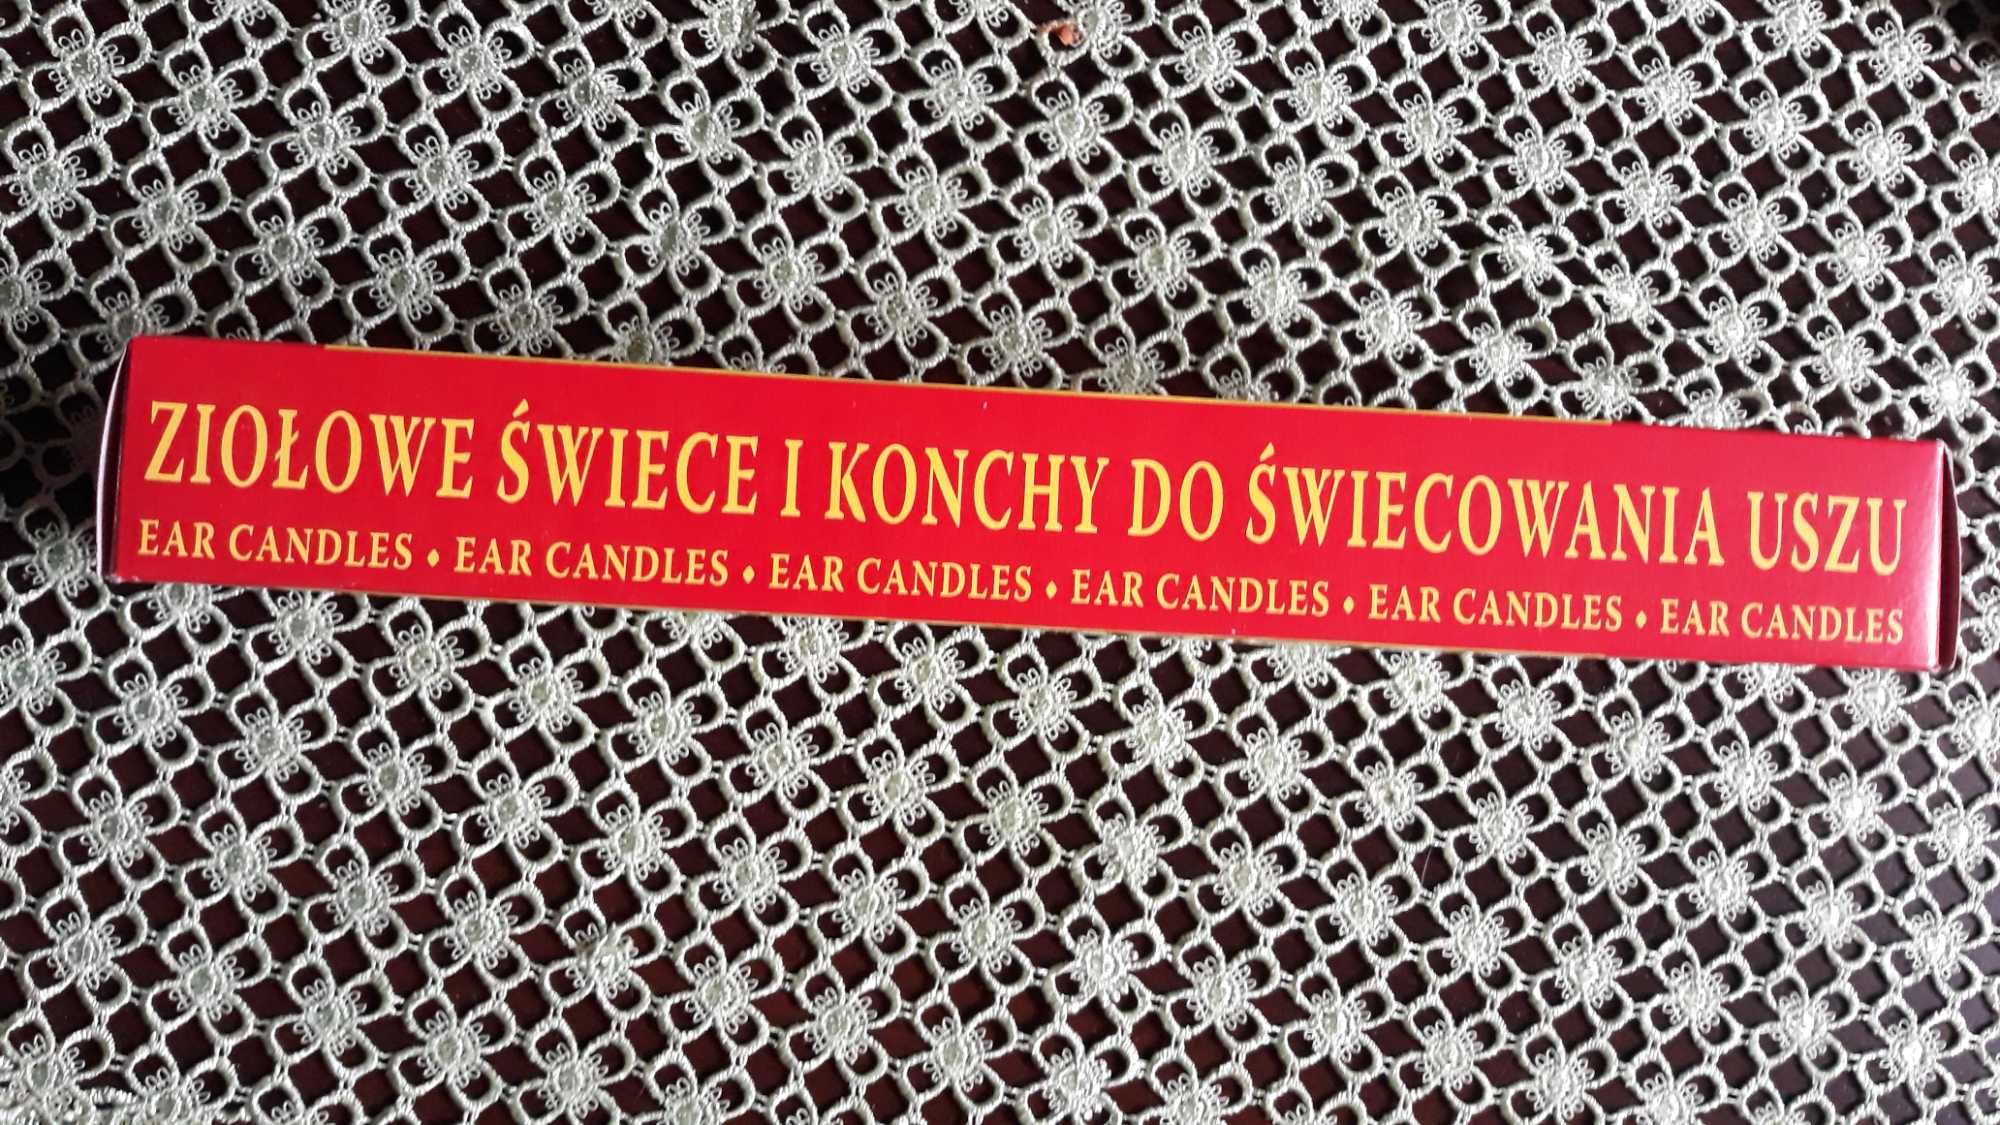 ZIOŁOWE ŚWIECE I KONCHY DO ŚWIECOWANIA USZU
EAR CANDLES • EAR CANDLES • EAR CANDLES • EAR CANDLES • EAR CANDLES • EAR CANDLES